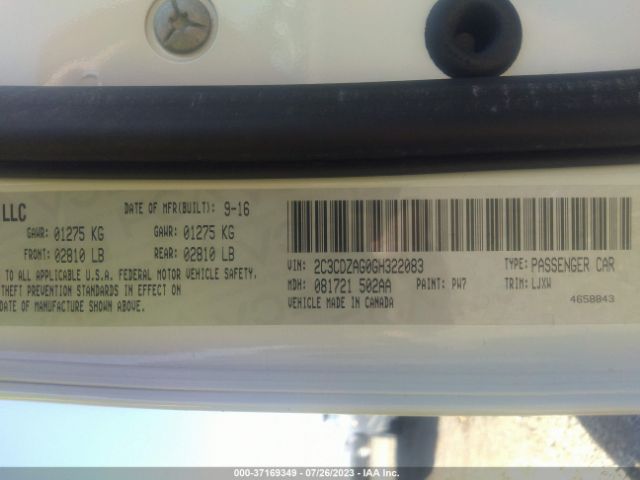 LLC DATE OF MFR(BUILT): 9-16
GAWR: 01275 KG GAWR: 01275 KG
FRONT: 02810 LB REAR: 02810 LB
TO ALL APPLICABLE U.S.A. FEDERAL MOTOR VEHICLE SAFETY,
THEFT PREVENTION STANDARDS IN EFFECT ON
DATE OF MANUFACTURE SHOWN ABOVE.
VIN: 2C3CDZAG0GH322083 TYPE: PASSENGER CAR
MDH: 081721 502AA PAINT: PW7 TRIM: LJXW
VEHICLE MADE IN CANADA 4658843
000-37169349 | 07/26/2023 | © IAA Inc.